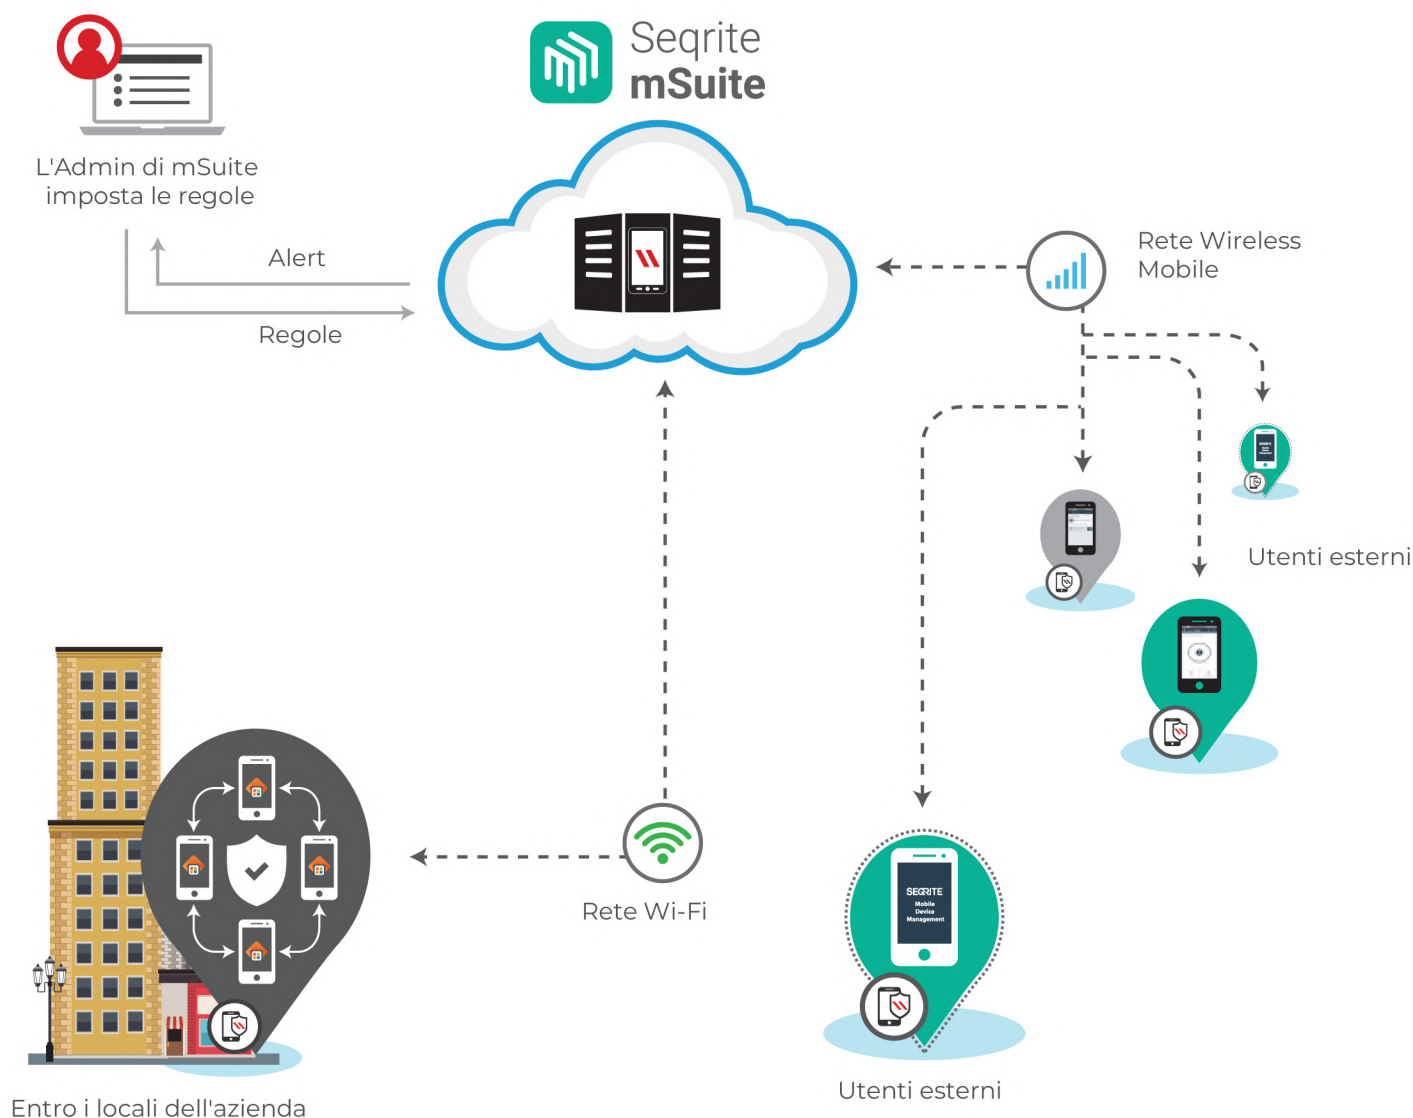 Seqrite
mSuite
L'Admin di mSuite
imposta le regole
Alert
Regole
Rete Wireless
Mobile
Utenti esterni
Rete Wi-Fi
SEQRITE
Mobile
Device
Management
Utenti esterni
Entro i locali dell'azienda